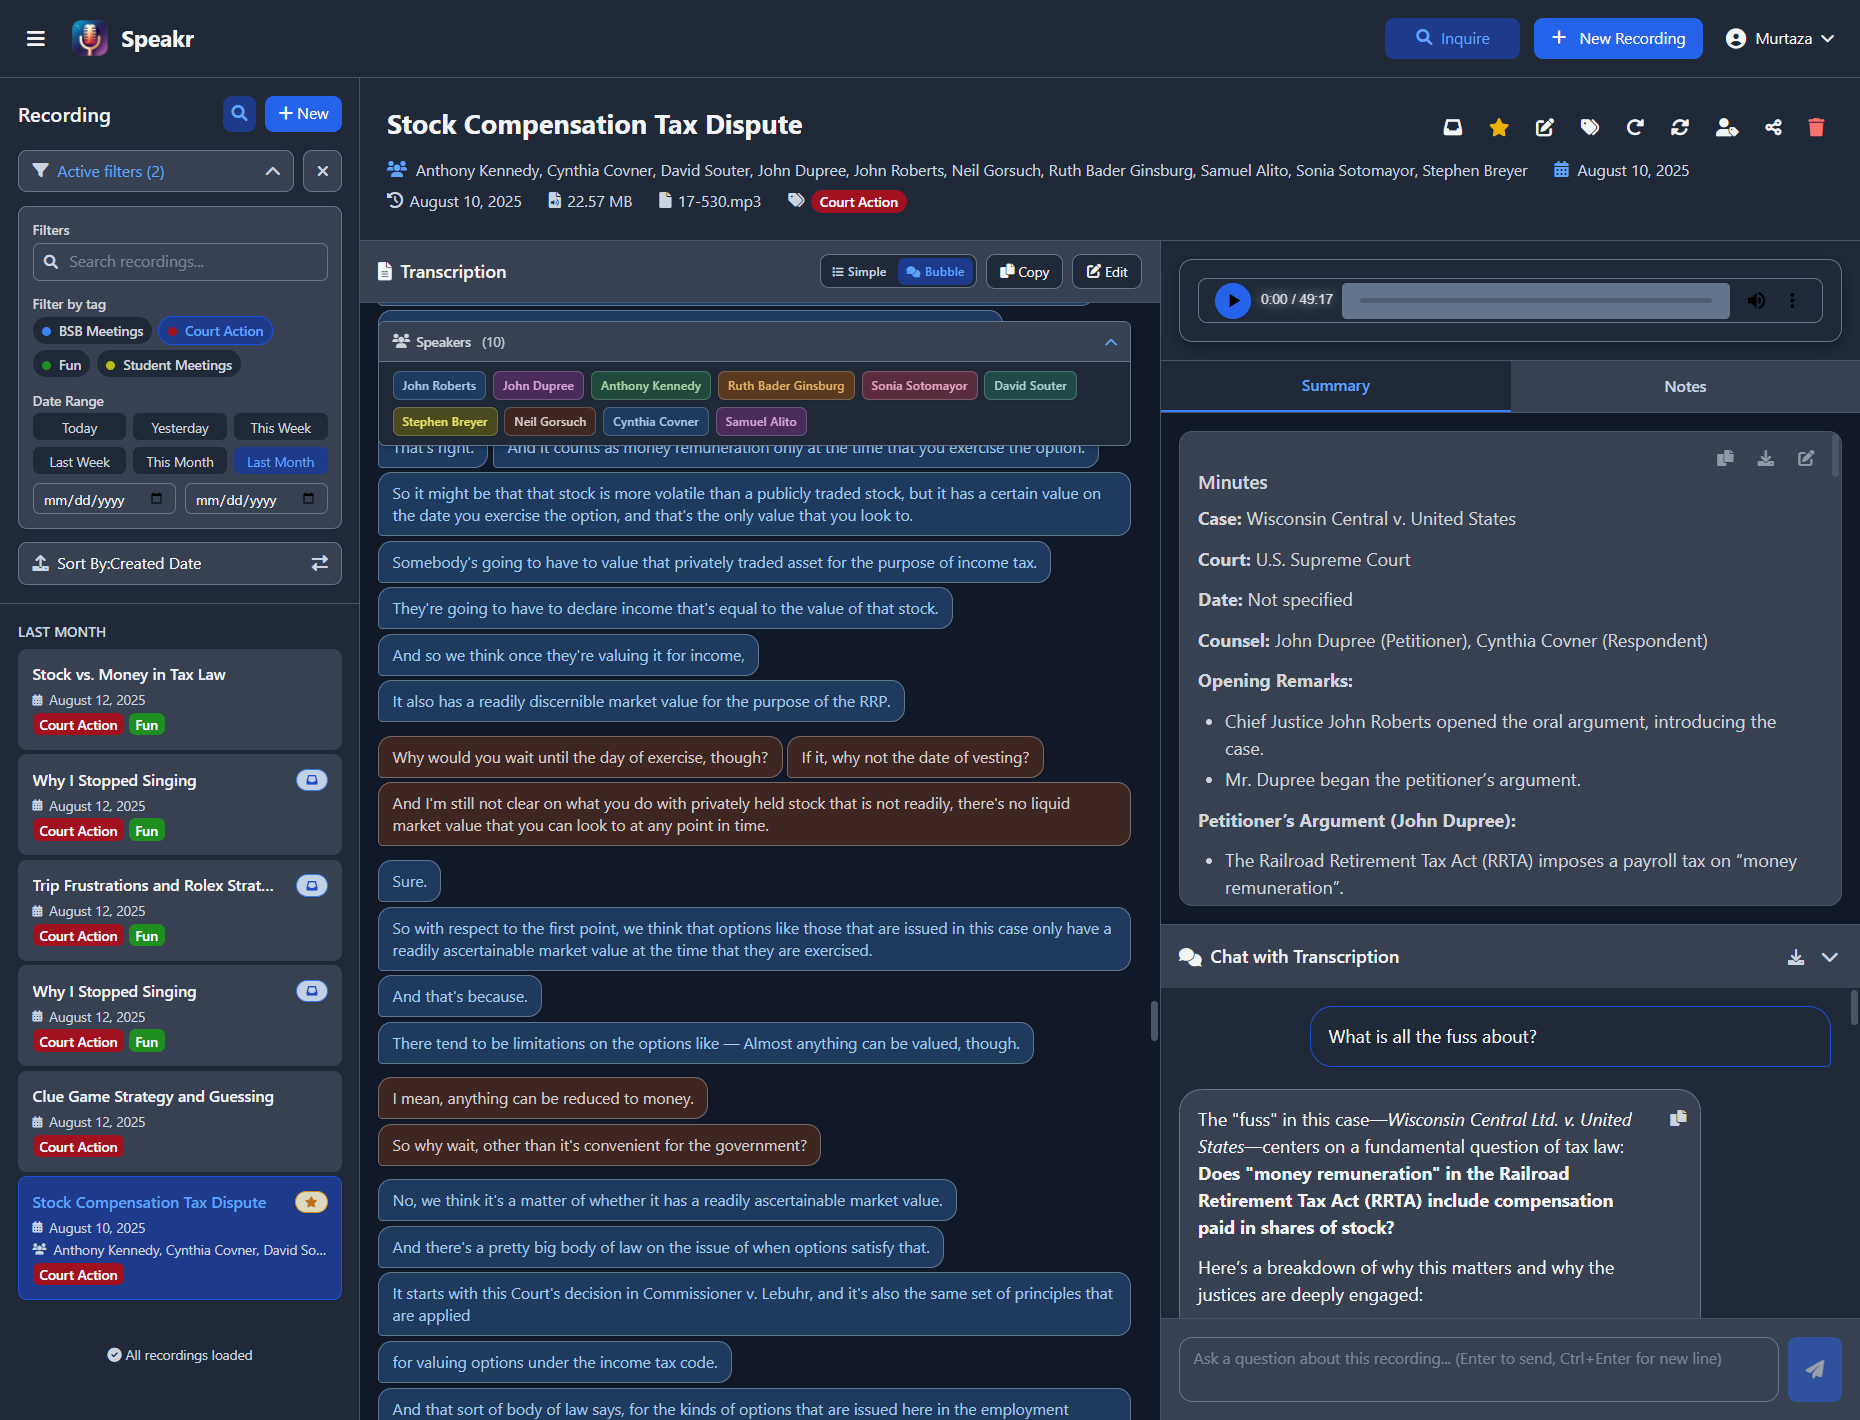 Speakr
Inquire
New Recording
Murtaza
Recording
New
Active filters (2)
Filters
Search recordings...
Filter by tag
BSB Meetings
Court Action
Fun
Student Meetings
Date Range
Today
Yesterday
This Week
Last Week
This Month
Last Month
mm/dd/yyyy
mm/dd/yyyy
Sort By:Created Date
LAST MONTH
Stock vs. Money in Tax Law
August 12, 2025
Court Action
Fun
Why I Stopped Singing
August 12, 2025
Court Action
Fun
Trip Frustrations and Rolex Strat...
August 12, 2025
Court Action
Fun
Why I Stopped Singing
August 12, 2025
Court Action
Fun
Clue Game Strategy and Guessing
August 12, 2025
Court Action
Stock Compensation Tax Dispute
August 10, 2025
Anthony Kennedy, Cynthia Covner, David So...
Court Action
All recordings loaded
Stock Compensation Tax Dispute
Anthony Kennedy, Cynthia Covner, David Souter, John Dupree, John Roberts, Neil Gorsuch, Ruth Bader Ginsburg, Samuel Alito, Sonia Sotomayor, Stephen Breyer
August 10, 2025
August 10, 2025
22.57 MB
17-530.mp3
Court Action
Transcription
Simple
Bubble
Copy
Edit
Speakers (10)
John Roberts
John Dupree
Anthony Kennedy
Ruth Bader Ginsburg
Sonia Sotomayor
David Souter
Stephen Breyer
Neil Gorsuch
Cynthia Covner
Samuel Alito
That's right.
And it counts as money remuneration only at the time that you exercise the option.
So it might be that that stock is more volatile than a publicly traded stock, but it has a certain value on
the date you exercise the option, and that's the only value that you look to.
Somebody's going to have to value that privately traded asset for the purpose of income tax.
They're going to have to declare income that's equal to the value of that stock.
And so we think once they're valuing it for income,
It also has a readily discernible market value for the purpose of the RRP.
Why would you wait until the day of exercise, though?
If it, why not the date of vesting?
And I'm still not clear on what you do with privately held stock that is not readily, there's no liquid
market value that you can look to at any point in time.
Sure.
So with respect to the first point, we think that options like those that are issued in this case only have a
readily ascertainable market value at the time that they are exercised.
And that's because.
There tend to be limitations on the options like — Almost anything can be valued, though.
I mean, anything can be reduced to money.
So why wait, other than it's convenient for the government?
No, we think it's a matter of whether it has a readily ascertainable market value.
And there's a pretty big body of law on the issue of when options satisfy that.
It starts with this Court's decision in Commissioner v. Lebuhr, and it's also the same set of principles that
are applied
for valuing options under the income tax code.
And that sort of body of law says, for the kinds of options that are issued here in the employment
0:00 / 49:17
Summary
Notes
Minutes
Case: Wisconsin Central v. United States
Court: U.S. Supreme Court
Date: Not specified
Counsel: John Dupree (Petitioner), Cynthia Covner (Respondent)
Opening Remarks:
• Chief Justice John Roberts opened the oral argument, introducing the
case.
• Mr. Dupree began the petitioner’s argument.
Petitioner’s Argument (John Dupree):
• The Railroad Retirement Tax Act (RRTA) imposes a payroll tax on “money
remuneration”.
Chat with Transcription
What is all the fuss about?
The "fuss" in this case—Wisconsin Central Ltd. v. United
States—centers on a fundamental question of tax law:
Does "money remuneration" in the Railroad
Retirement Tax Act (RRTA) include compensation
paid in shares of stock?
Here’s a breakdown of why this matters and why the
justices are deeply engaged:
Ask a question about this recording... (Enter to send, Ctrl+Enter for new line)